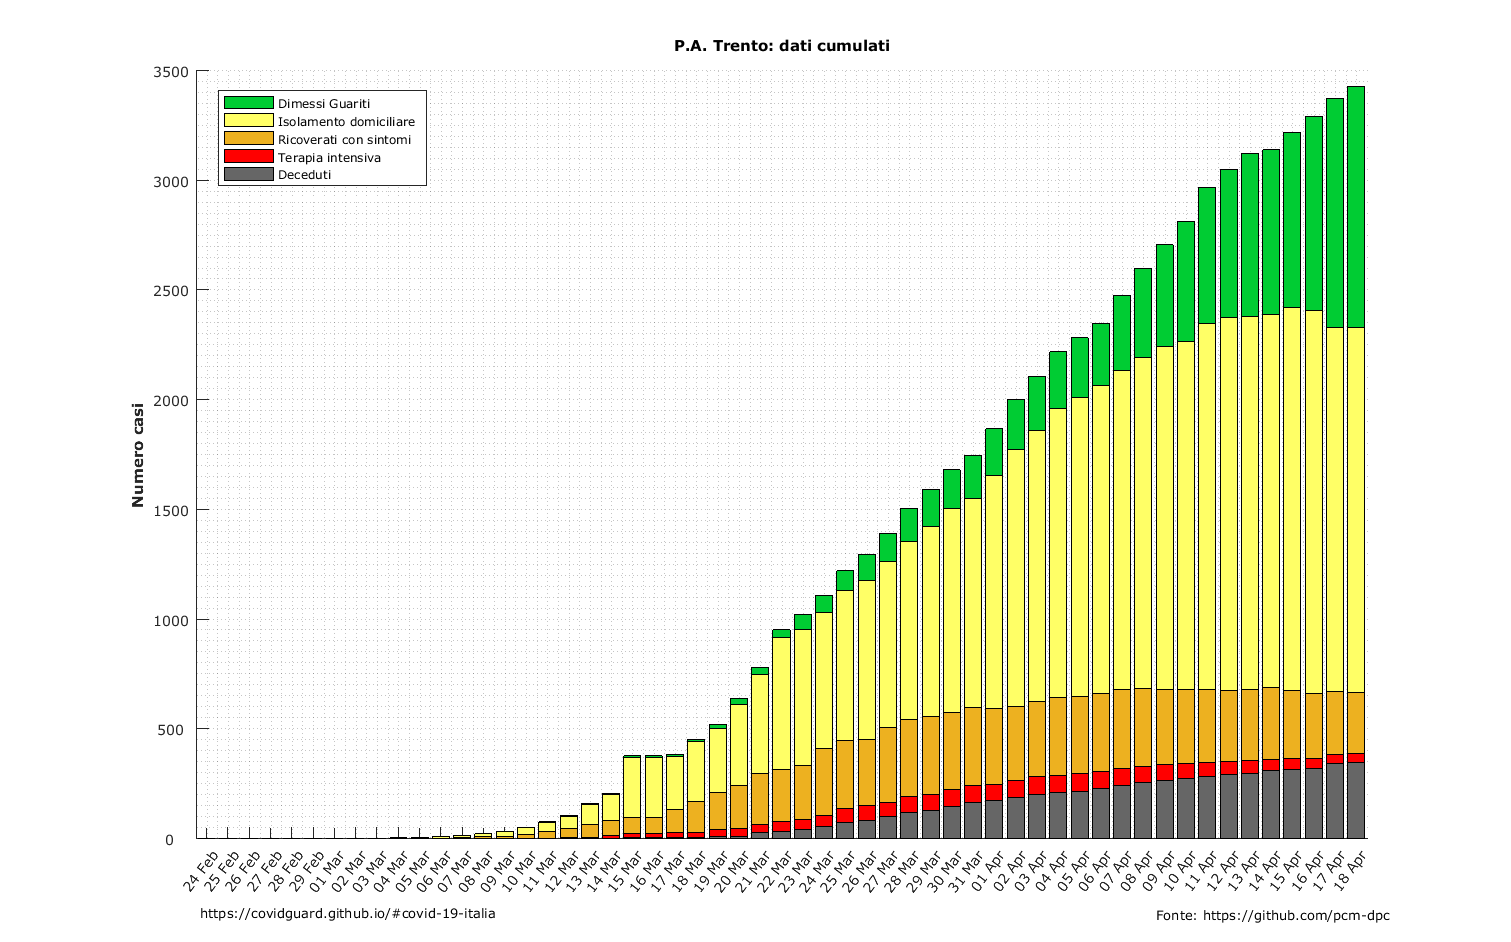 P.A. Trento: dati cumulati
3500
3000
2500
2000
1500
1000
500
0
Numero casi
Dimessi Guariti
Isolamento domiciliare
Ricoverati con sintomi
Terapia intensiva
Deceduti
24 Feb
25 Feb
26 Feb
27 Feb
28 Feb
29 Feb
01 Mar
02 Mar
03 Mar
04 Mar
05 Mar
06 Mar
07 Mar
08 Mar
09 Mar
10 Mar
11 Mar
12 Mar
13 Mar
14 Mar
15 Mar
16 Mar
17 Mar
18 Mar
19 Mar
20 Mar
21 Mar
22 Mar
23 Mar
24 Mar
25 Mar
26 Mar
27 Mar
28 Mar
29 Mar
30 Mar
31 Mar
01 Apr
02 Apr
03 Apr
04 Apr
05 Apr
06 Apr
07 Apr
08 Apr
09 Apr
10 Apr
11 Apr
12 Apr
13 Apr
14 Apr
15 Apr
16 Apr
17 Apr
18 Apr
https://covidguard.github.io/#covid-19-italia
Fonte: https://github.com/pcm-dpc